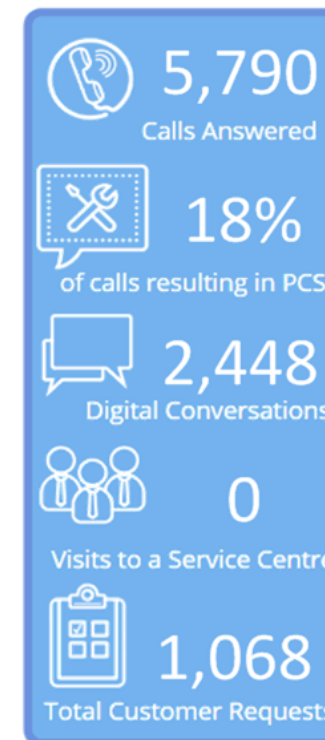 5,790
Calls Answered
18%
of calls resulting in PCS
2,448
Digital Conversations
0
Visits to a Service Centre
1,068
Total Customer Requests